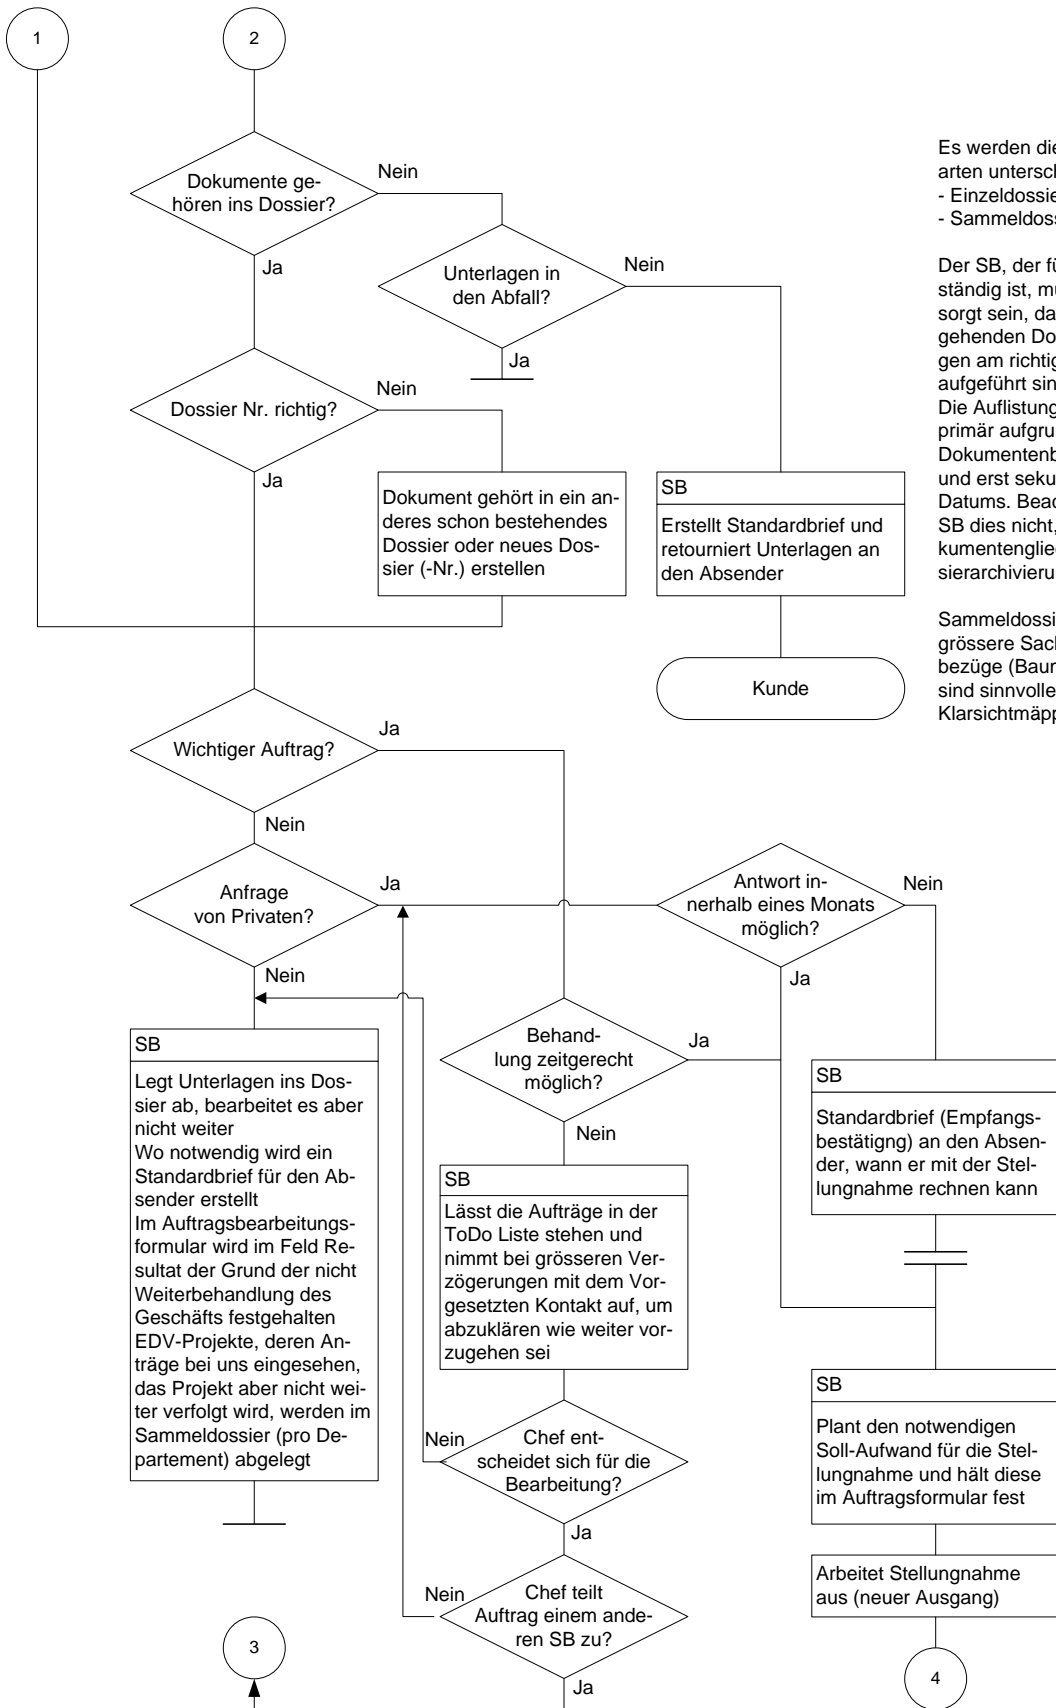 1
2
Dokumente ge-
hören ins Dossier?
Nein
Ja
Unterlagen in
den Abfall?
Nein
Ja
Dossier Nr. richtig?
Nein
Ja
Dokument gehört in ein an-
deres schon bestehendes
Dossier oder neues Dos-
sier (-Nr.) erstellen
SB
Erstellt Standardbrief und
retourniert Unterlagen an
den Absender
Kunde
Es werden die
arten untersch
- Einzeldossie
- Sammeldoss
Der SB, der fü
ständig ist, mu
sorgt sein, da
gehenden Do
gen am richtig
aufgeführt sin
Die Auflistung
primär aufgru
Dokumentenb
und erst seku
Datums. Beac
SB dies nicht,
kumentenglied
sierarchivieru
Sammeldossi
grössere Sach
bezüge (Baum
sind sinnvolle
Klarsichtmäpp
Wichtiger Auftrag?
Ja
Nein
Anfrage
von Privaten?
Ja
Nein
Antwort in-
nerhalb eines Monats
möglich?
Nein
Ja
Behand-
lung zeitgerecht
möglich?
Ja
Nein
SB
Legt Unterlagen ins Dos-
sier ab, bearbeitet es aber
nicht weiter
Wo notwendig wird ein
Standardbrief für den Ab-
sender erstellt
Im Auftragsbearbeitungs-
formular wird im Feld Re-
sultat der Grund der nicht
Weiterbehandlung des
Geschäfts festgehalten
EDV-Projekte, deren An-
träge bei uns eingesehen,
das Projekt aber nicht wei-
ter verfolgt wird, werden im
Sammeldossier (pro De-
partement) abgelegt
SB
Lässt die Aufträge in der
ToDo Liste stehen und
nimmt bei grösseren Ver-
zögerungen mit dem Vor-
gesetzten Kontakt auf, um
abzuklären wie weiter vor-
zugehen sei
SB
Standardbrief (Empfangs-
bestätigng) an den Absen-
der, wann er mit der Stel-
lungnahme rechnen kann
Nein
Chef ent-
scheidet sich für die
Bearbeitung?
Ja
SB
Plant den notwendigen
Soll-Aufwand für die Stel-
lungnahme und hält diese
im Auftragsformular fest
Nein
Chef teilt
Auftrag einem ande-
ren SB zu?
Ja
Arbeitet Stellungnahme
aus (neuer Ausgang)
3
4